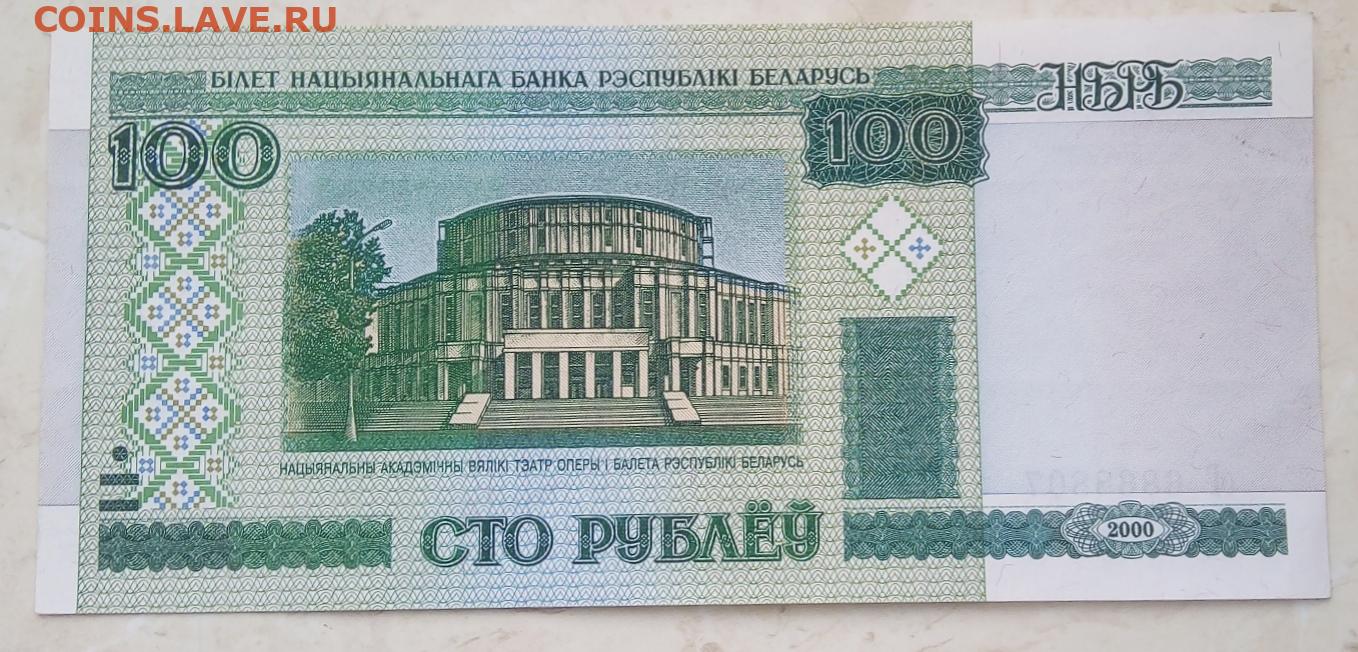 COINS.LAVE.RU
БІЛЕТ НАЦЫЯНАЛЬНАГА БАНКА РЭСПУБЛІКІ БЕЛАРУСЬ
НБРБ
100
100
НАЦЫЯНАЛЬНЫ АКАДЭМІЧНЫ ВЯЛІКІ ТЭАТР ОПЕРЫ І БАЛЕТА РЭСПУБЛІКІ БЕЛАРУСЬ
СТО РУБЛЁЎ
2000